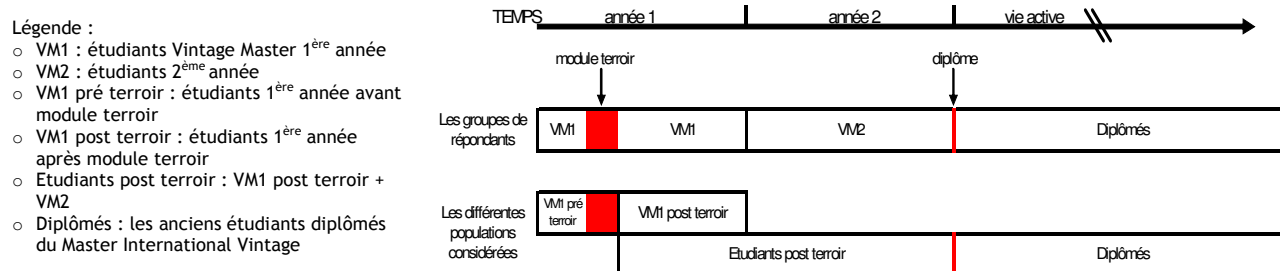 Légende :
o VM1 : étudiants Vintage Master 1ère année
o VM2 : étudiants 2ème année
o VM1 pré terroir : étudiants 1ère année avant
module terroir
o VM1 post terroir : étudiants 1ère année
après module terroir
o Etudiants post terroir : VM1 post terroir +
VM2
o Diplômés : les anciens étudiants diplômés
du Master International Vintage
TEMPS année 1 année 2 vie active
module terroir diplôme
Les groupes de
répondants
VM1 VM1 VM2 Diplômés
Les différentes
populations
considérées
VM1 pré
terroir
VM1 post terroir
Etudiants post terroir Diplômés